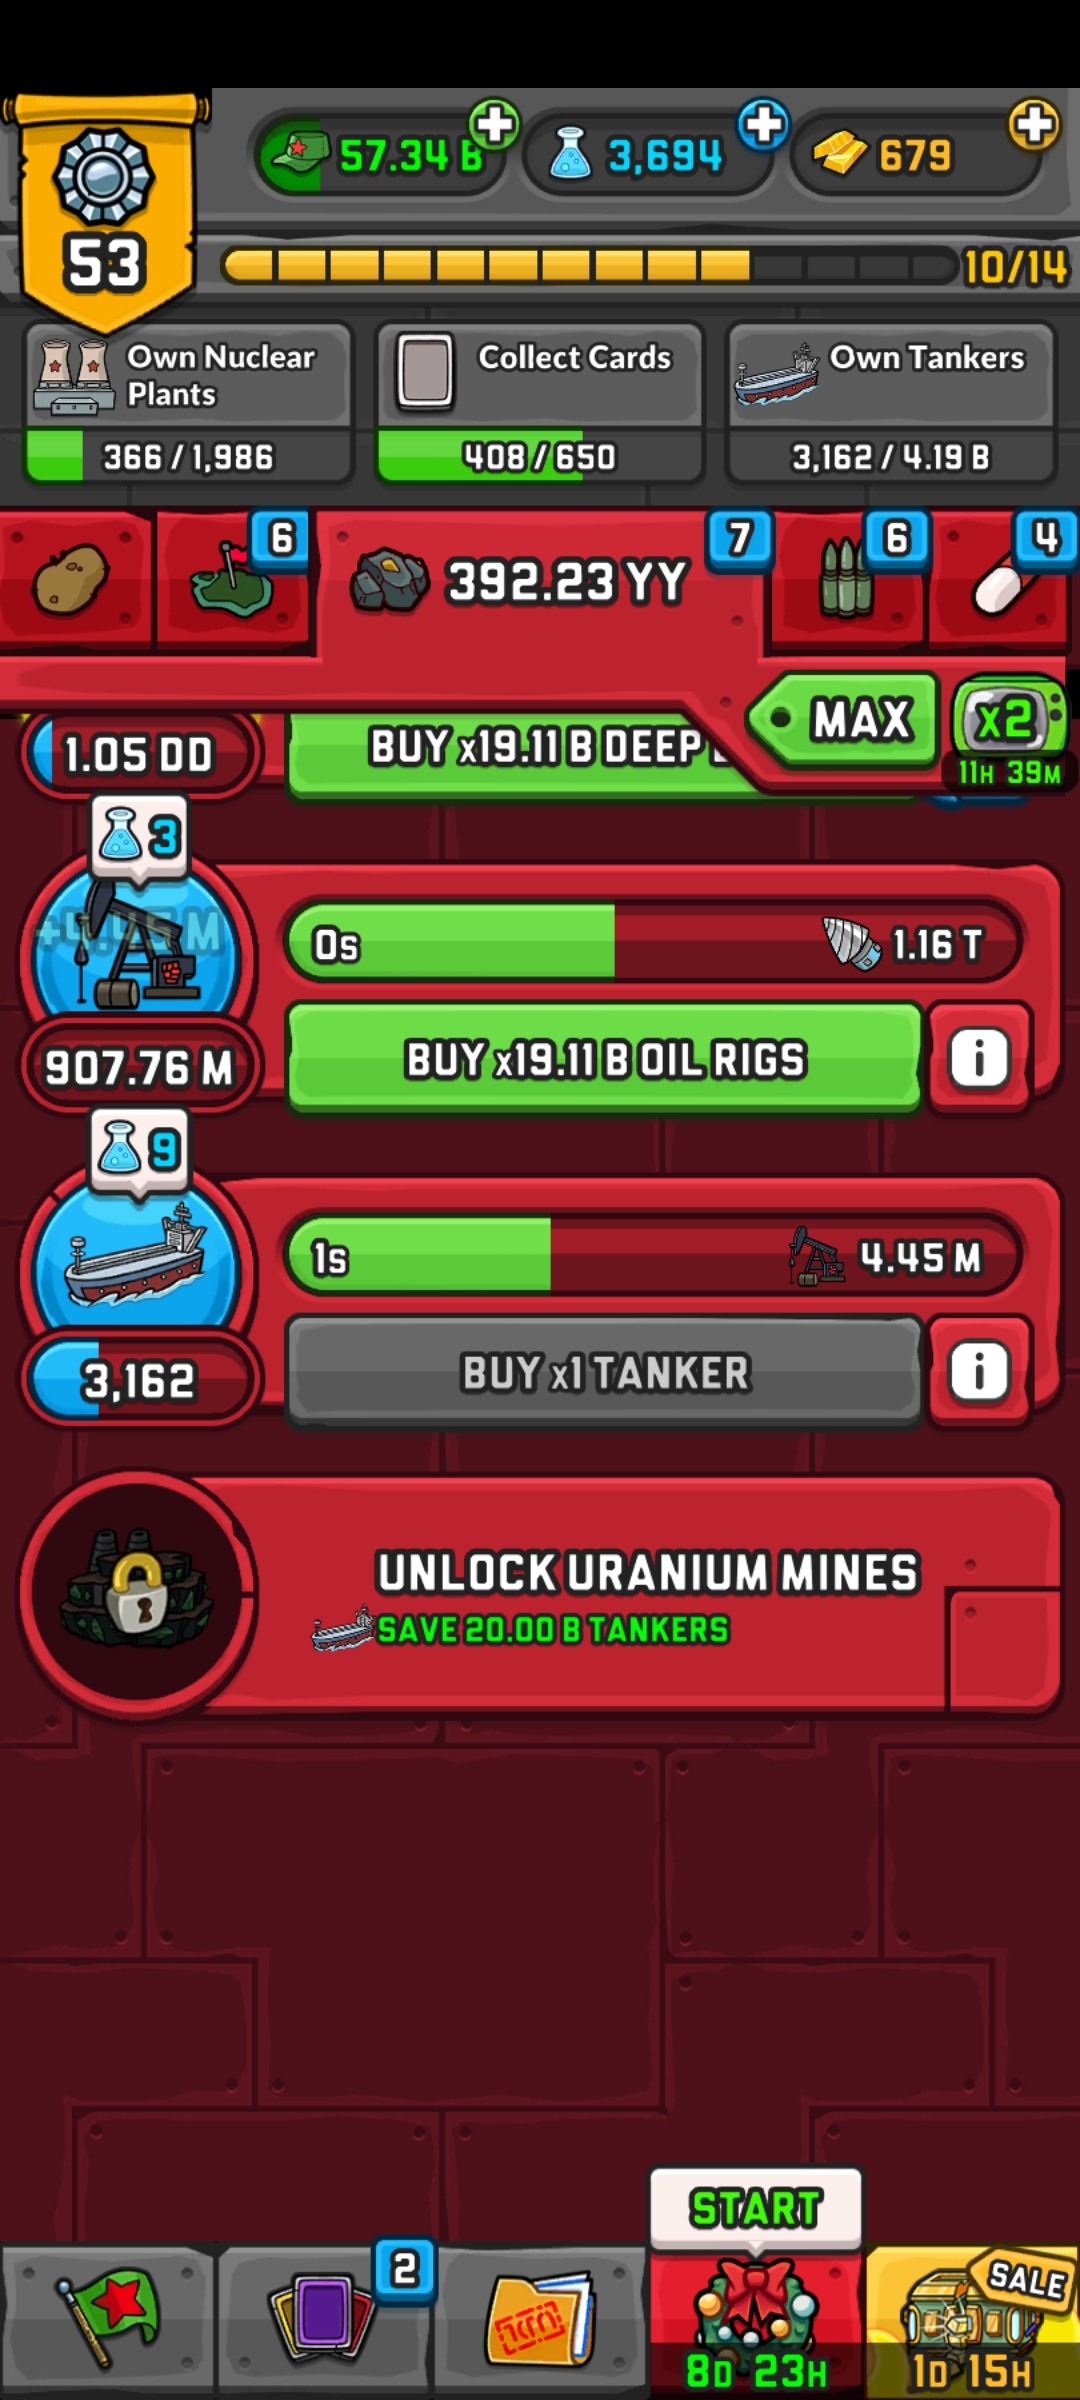 57.34 B
3,694
679
53
10/14
Own Nuclear
Plants
Collect Cards
Own Tankers
366 / 1,986
408 / 650
3,162 / 4.19 B
6
392.23 YY
7
6
4
MAX
x2
11H 39M
1.05 DD
BUY x19.11 B DEEP
3
+4.45 M
0s
1.16 T
907.76 M
BUY x19.11 B OIL RIGS
i
9
1s
4.45 M
3,162
BUY x1 TANKER
i
UNLOCK URANIUM MINES
SAVE 20.00 B TANKERS
START
2
SALE
8D 23H
1D 15H